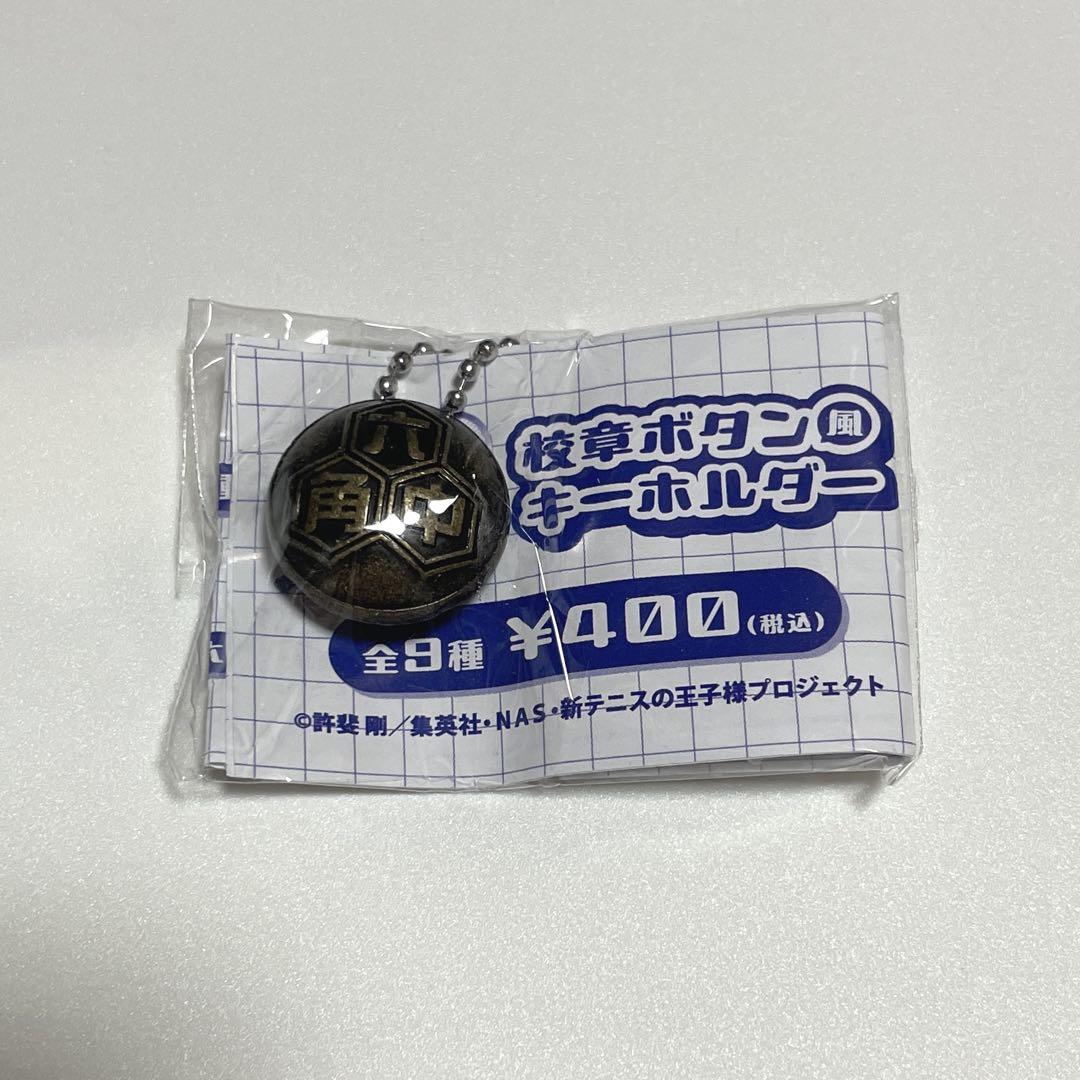 六
角中
校章ボタン風
キーホルダー
全9種 ¥400(税込)
©許斐 剛／集英社・NAS・新テニスの王子様プロジェクト